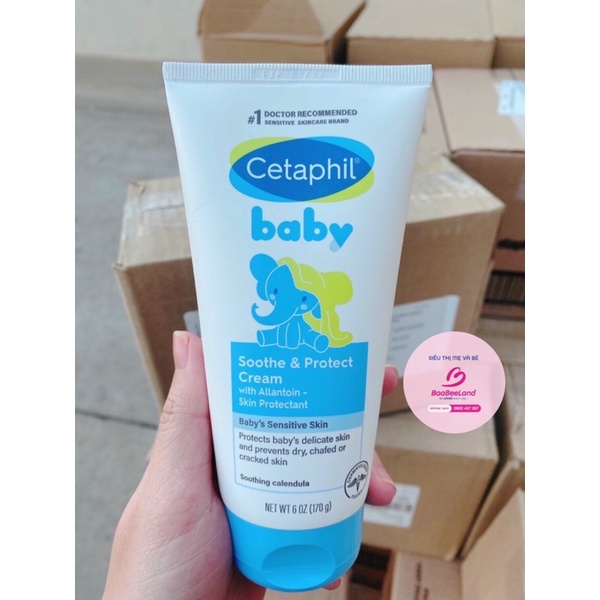 #1 DOCTOR RECOMMENDED
SENSITIVE SKINCARE BRAND
Cetaphil®
baby
Soothe & Protect
Cream
with Allantoin -
Skin Protectant
Baby's Sensitive Skin
Protects baby's delicate skin
and prevents dry, chafed or
cracked skin
Soothing calendula
NET WT 6 OZ (170 g)
SIÊU THỊ MẸ VÀ BÉ
BaaBeeLand